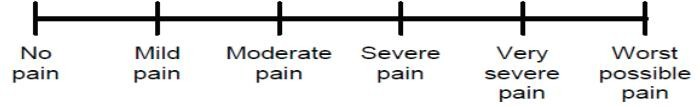 No pain
Mild pain
Moderate pain
Severe pain
Very severe pain
Worst possible pain